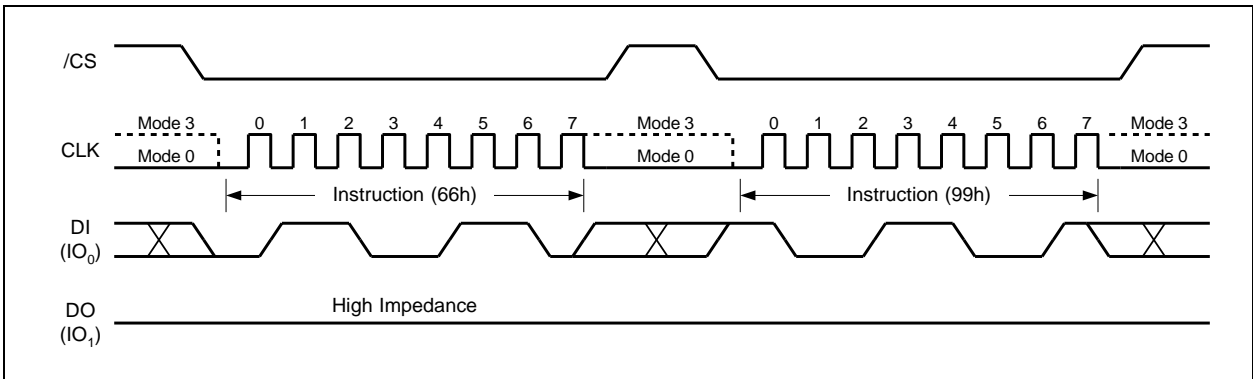 /CS
Mode 3 0 1 2 3 4 5 6 7 Mode 3 0 1 2 3 4 5 6 7 Mode 3
CLK
Mode 0 Mode 0 Mode 0
Instruction (66h) Instruction (99h)
DI
(IO0)
DO
(IO1)
High Impedance